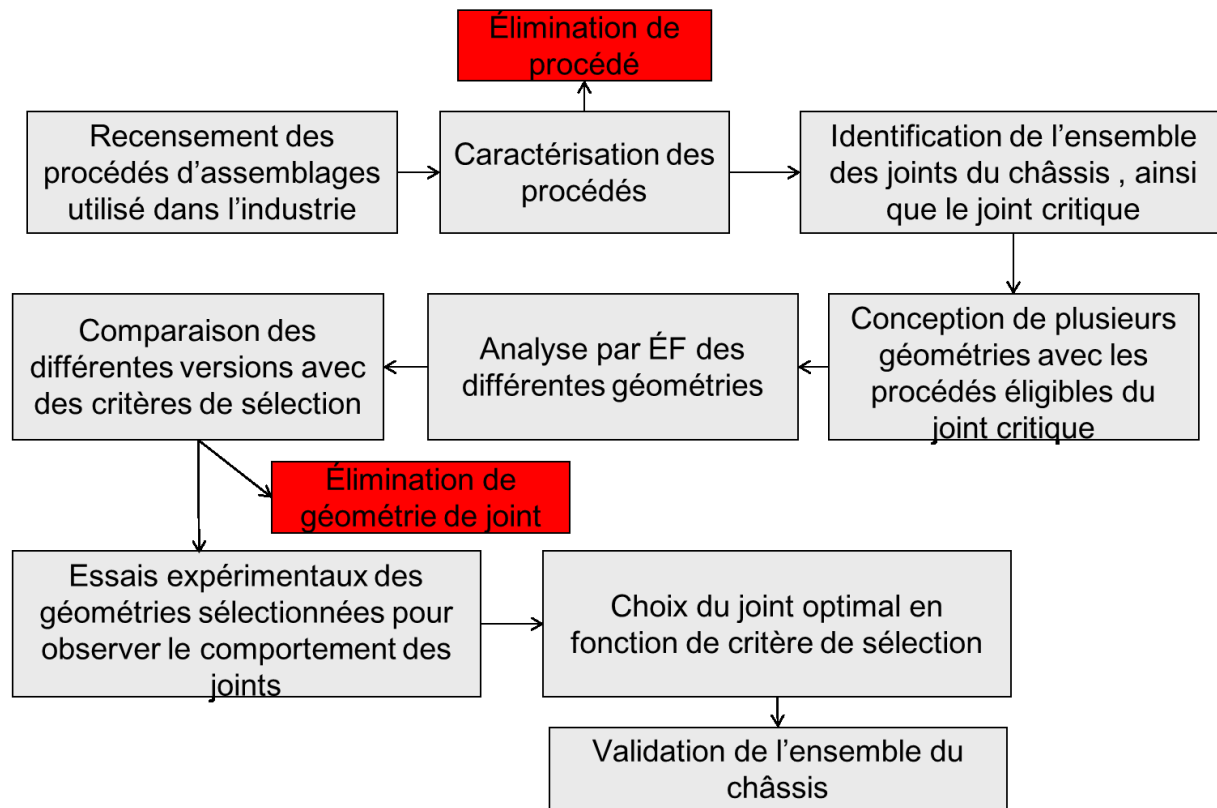 Élimination de
procédé
Recensement des
procédés d'assemblages
utilisé dans l'industrie
Caractérisation des
procédés
Identification de l'ensemble
des joints du châssis , ainsi
que le joint critique
Conception de plusieurs
géométries avec les
procédés éligibles du
joint critique
Analyse par ÉF des
différentes géométries
Comparaison des
différentes versions avec
des critères de sélection
Élimination de
géométrie de joint
Essais expérimentaux des
géométries sélectionnées pour
observer le comportement des
joints
Choix du joint optimal en
fonction de critère de sélection
Validation de l'ensemble du
châssis